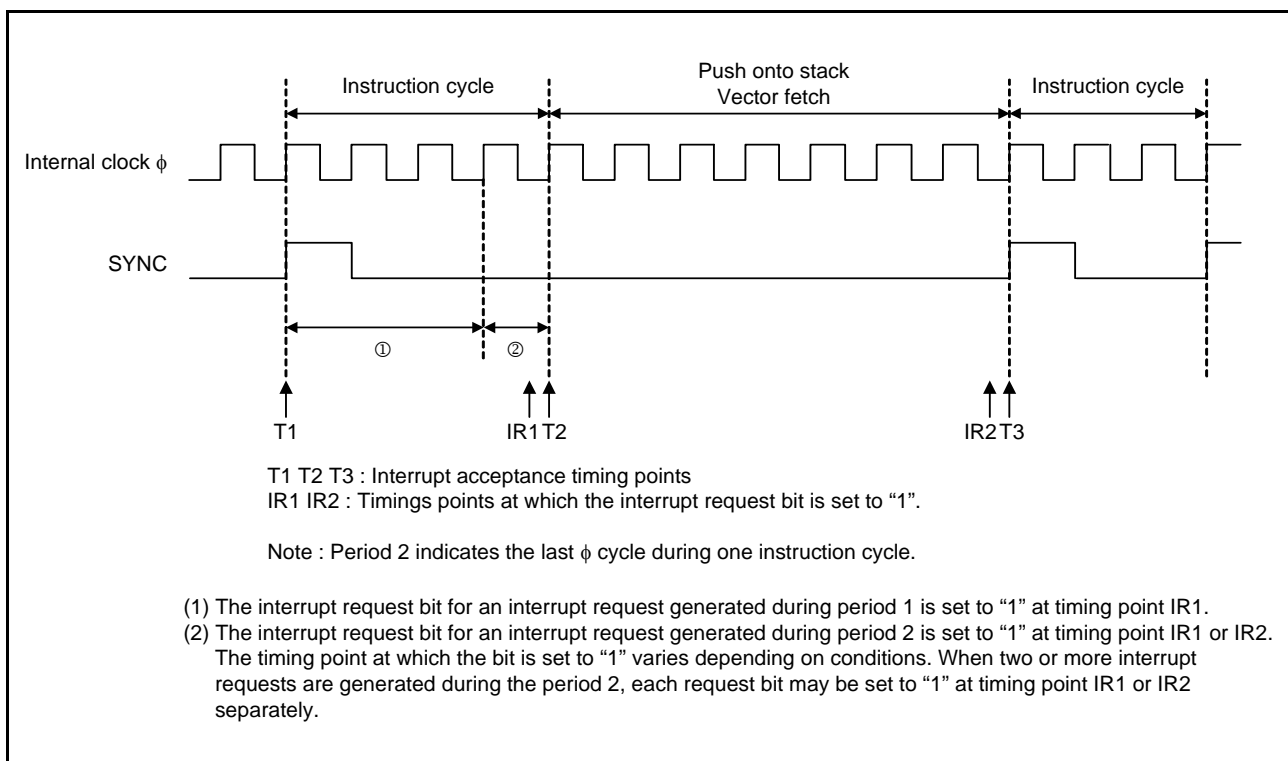 Push onto stack
Instruction cycle Vector fetch Instruction cycle
Internal clock φ
SYNC
① ②
T1 IR1 T2 IR2 T3
T1 T2 T3 : Interrupt acceptance timing points
IR1 IR2 : Timings points at which the interrupt request bit is set to “1”.
Note : Period 2 indicates the last φ cycle during one instruction cycle.
(1) The interrupt request bit for an interrupt request generated during period 1 is set to “1” at timing point IR1.
(2) The interrupt request bit for an interrupt request generated during period 2 is set to “1” at timing point IR1 or IR2.
The timing point at which the bit is set to “1” varies depending on conditions. When two or more interrupt
requests are generated during the period 2, each request bit may be set to “1” at timing point IR1 or IR2
separately.